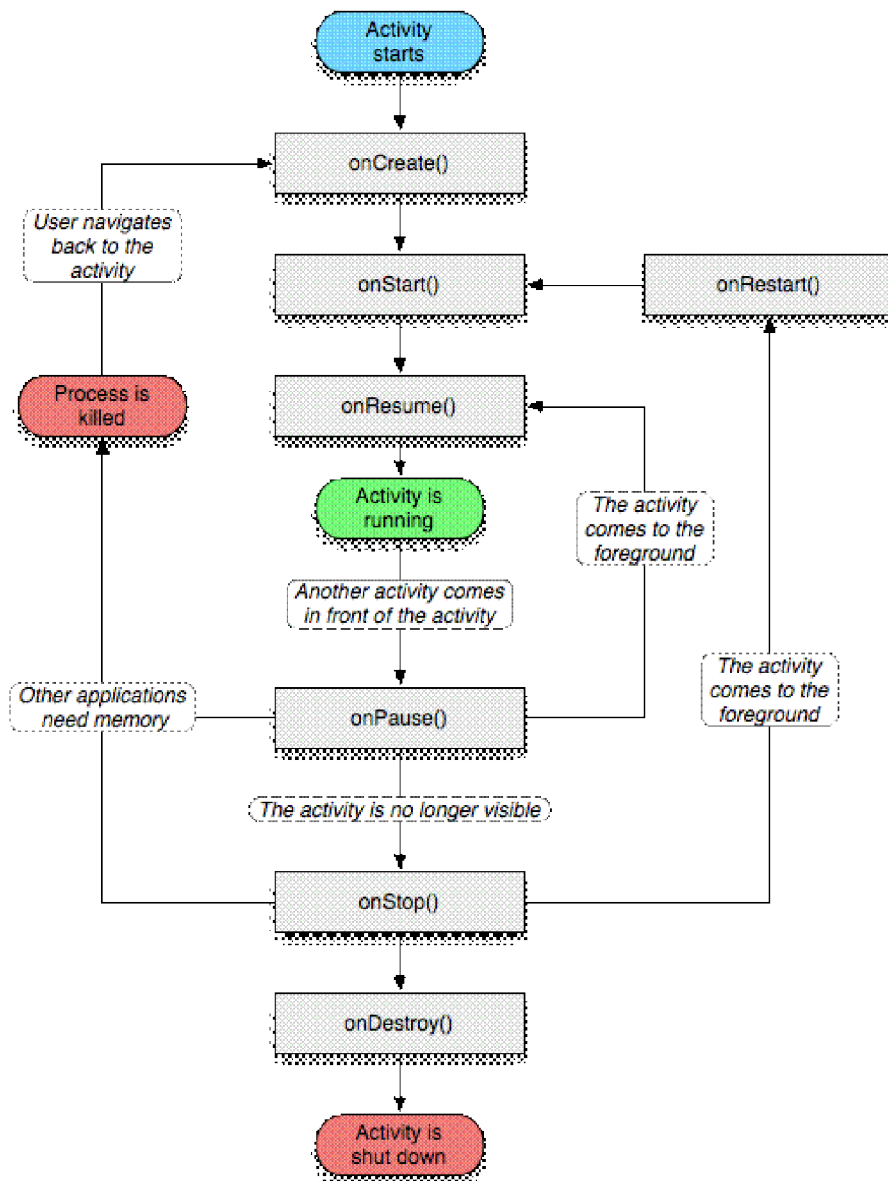 Activity
starts
onCreate()
User navigates
back to the
activity
onStart()
onRestart()
Process is
killed
onResume()
Activity is
running
The activity
comes to the
foreground
Another activity comes
in front of the activity
The activity
comes to the
foreground
Other applications
need memory
onPause()
The activity is no longer visible
onStop()
onDestroy()
Activity is
shut down